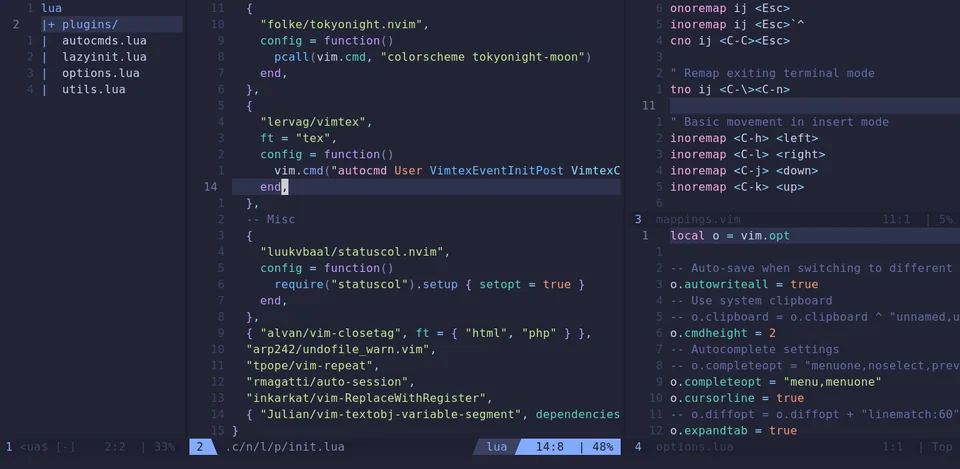 1 lua
2 |+ plugins/
1 | autocmds.lua
2 | lazyinit.lua
3 | options.lua
4 | utils.lua
1 <ua$ [-] 2:2 | 33%
11 {
10 "folke/tokyonight.nvim",
9 config = function()
8 pcall(vim.cmd, "colorscheme tokyonight-moon")
7 end,
6 },
5 {
4 "lervag/vimtex",
3 ft = "tex",
2 config = function()
1 vim.cmd("autocmd User VimtexEventInitPost VimtexC
14 end,
1 },
2 -- Misc
3 {
4 "luukvbaal/statuscol.nvim",
5 config = function()
6 require("statuscol").setup { setopt = true }
7 end,
8 },
9 { "alvan/vim-closetag", ft = { "html", "php" } },
10 "arp242/undofile_warn.vim",
11 "tpope/vim-repeat",
12 "rmagatti/auto-session",
13 "inkarkat/vim-ReplaceWithRegister",
14 { "Julian/vim-textobj-variable-segment", dependencies
15 }
2 .c/n/l/p/init.lua lua 14:8 | 48%
6 onoremap ij <Esc>
5 inoremap ij <Esc>`^
4 cno ij <C-C><Esc>
3
2 " Remap exiting terminal mode
1 tno ij <C-\><C-n>
11
1 " Basic movement in insert mode
2 inoremap <C-h> <left>
3 inoremap <C-l> <right>
4 inoremap <C-j> <down>
5 inoremap <C-k> <up>
6
3 mappings.vim 11:1 | 5%
1 local o = vim.opt
1
2 -- Auto-save when switching to different
3 o.autowriteall = true
4 -- Use system clipboard
5 -- o.clipboard = o.clipboard ^ "unnamed,u
6 o.cmdheight = 2
7 -- Autocomplete settings
8 -- o.completeopt = "menuone,noselect,prev
9 o.completeopt = "menu,menuone"
10 o.cursorline = true
11 -- o.diffopt = o.diffopt + "linematch:60"
12 o.expandtab = true
4 options.lua 1:1 | Top